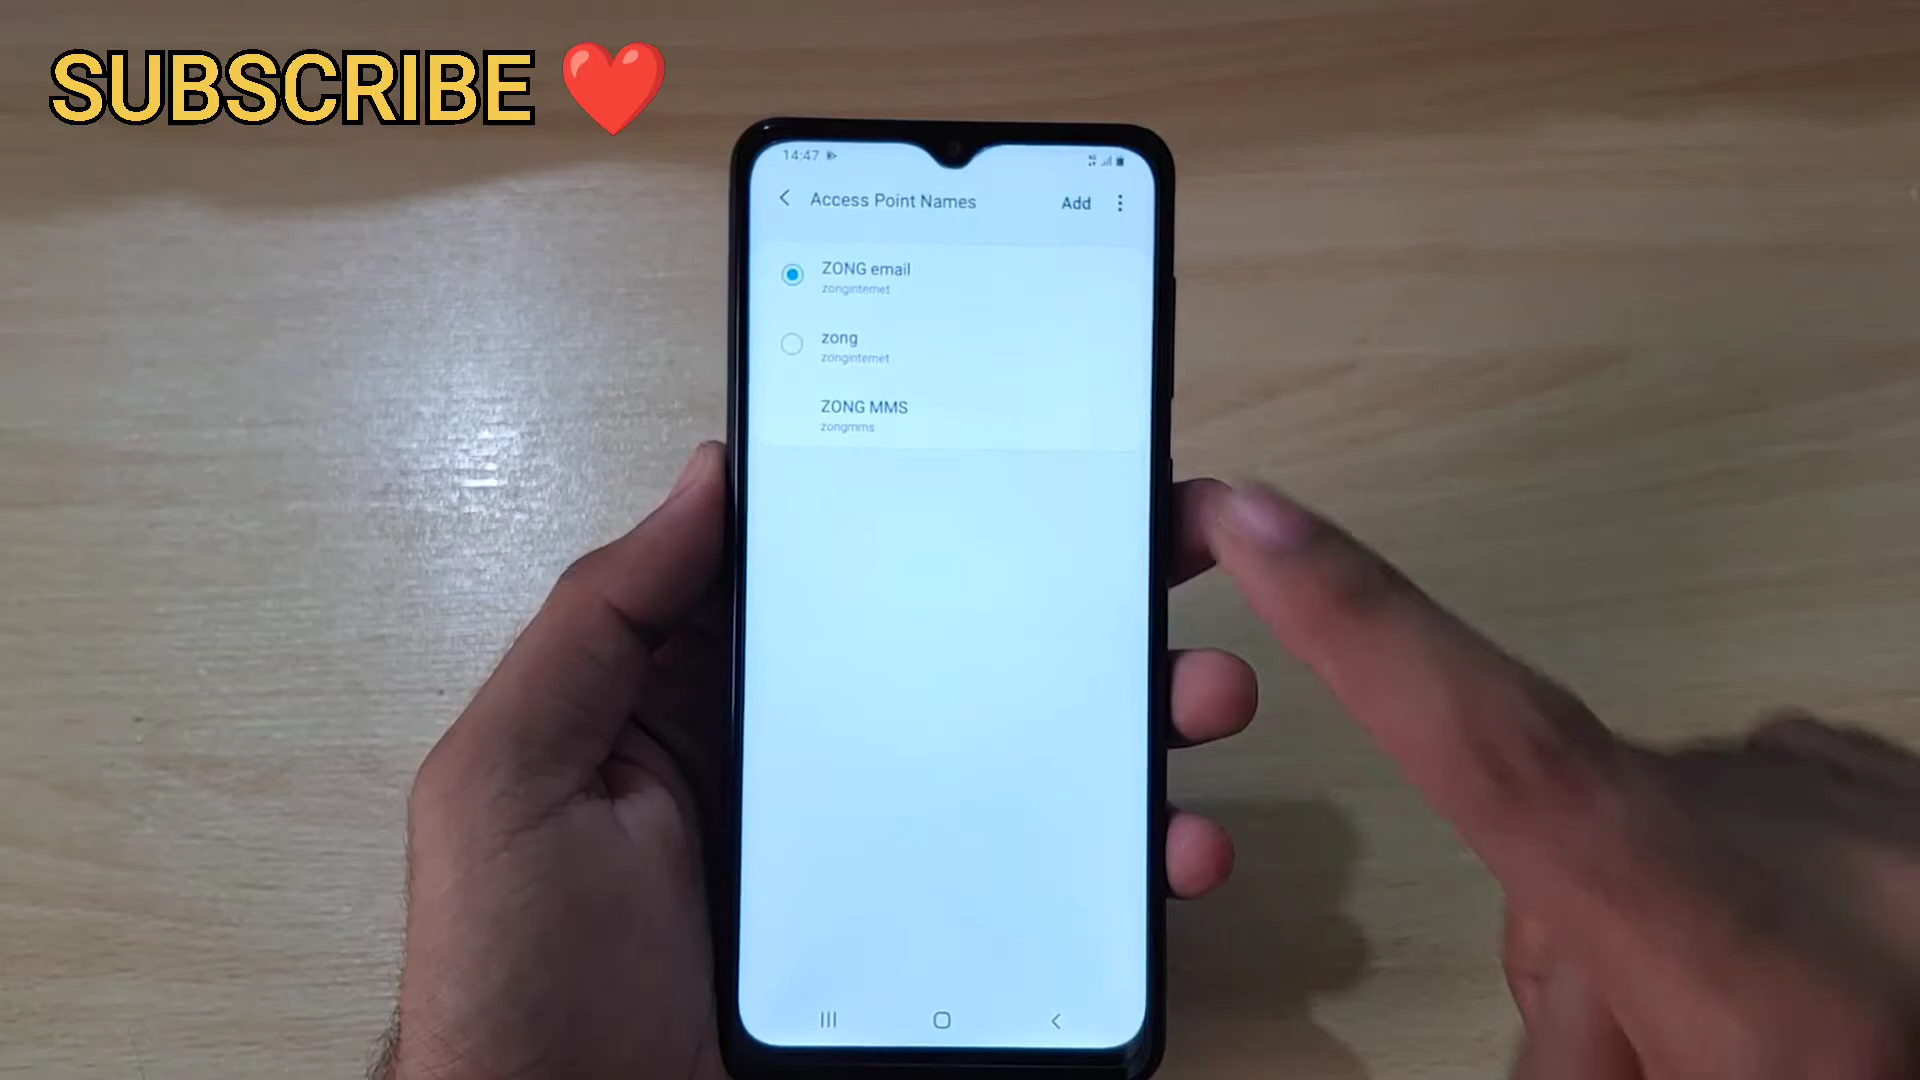 SUBSCRIBE ❤️
14:47
Access Point Names
Add
ZONG email
zonginternet
zong
zonginternet
ZONG MMS
zongmms